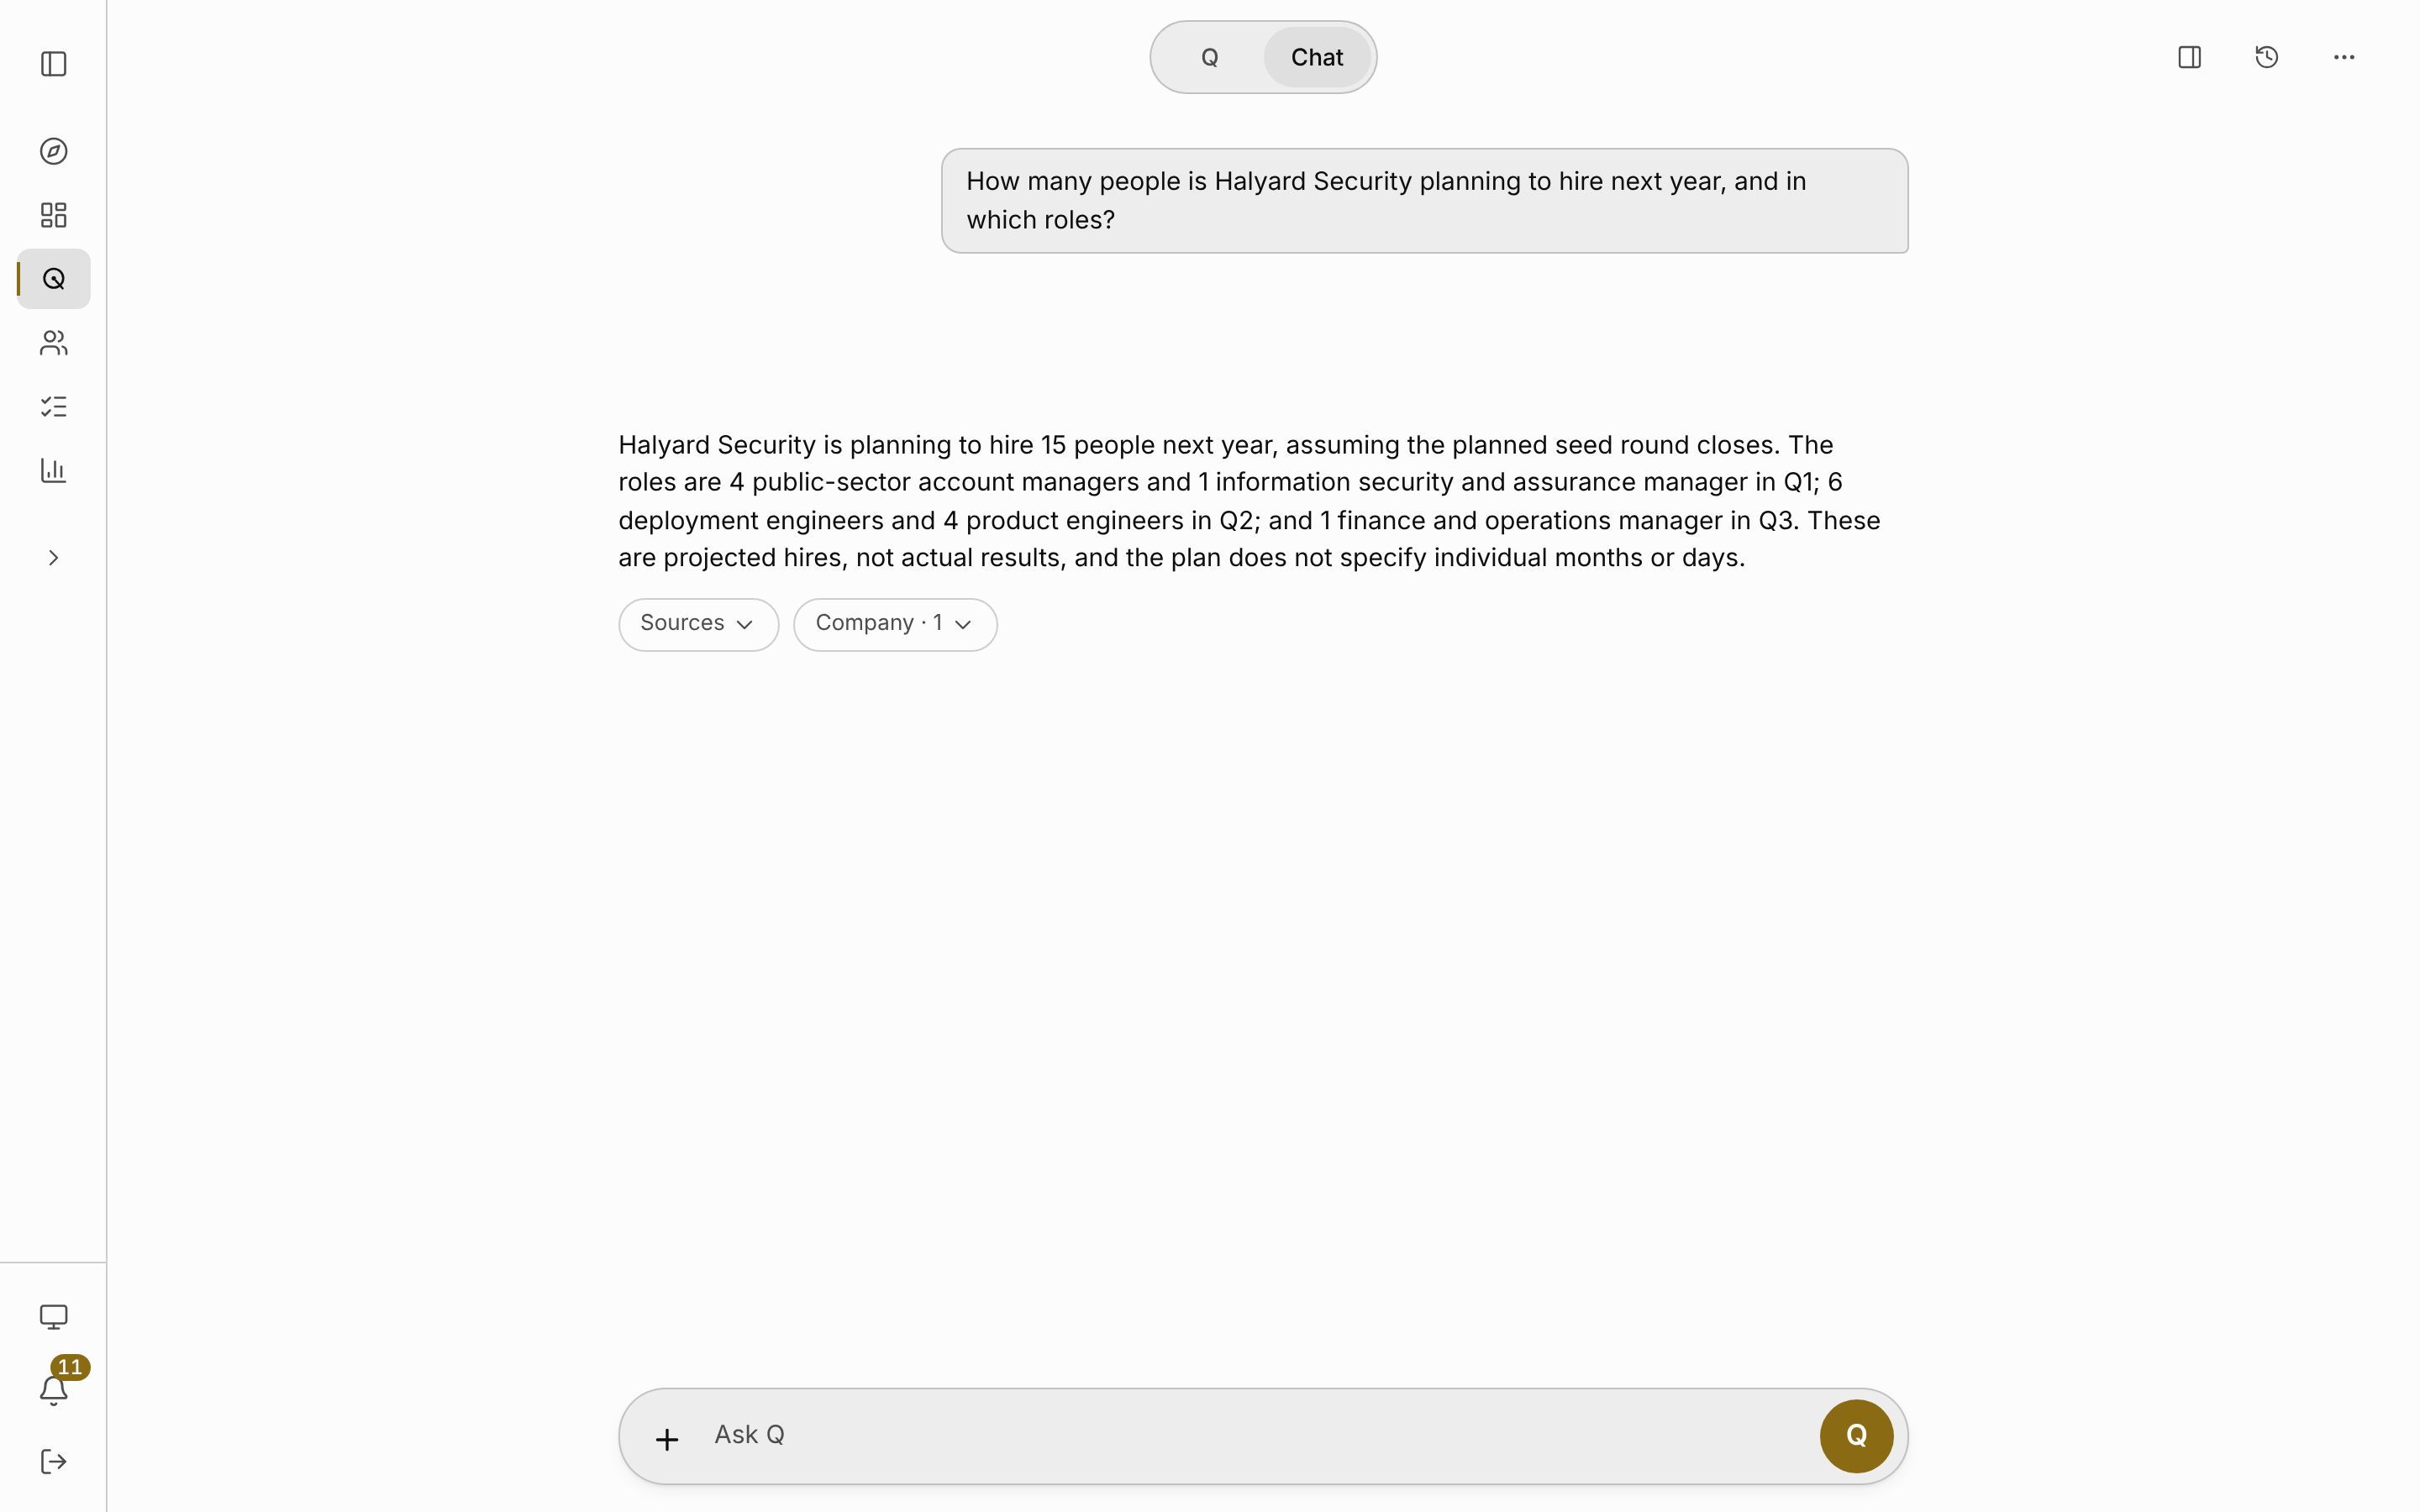 Q
Chat
How many people is Halyard Security planning to hire next year, and in
which roles?
Halyard Security is planning to hire 15 people next year, assuming the planned seed round closes. The
roles are 4 public-sector account managers and 1 information security and assurance manager in Q1; 6
deployment engineers and 4 product engineers in Q2; and 1 finance and operations manager in Q3. These
are projected hires, not actual results, and the plan does not specify individual months or days.
Sources
Company · 1
11
Ask Q
Q